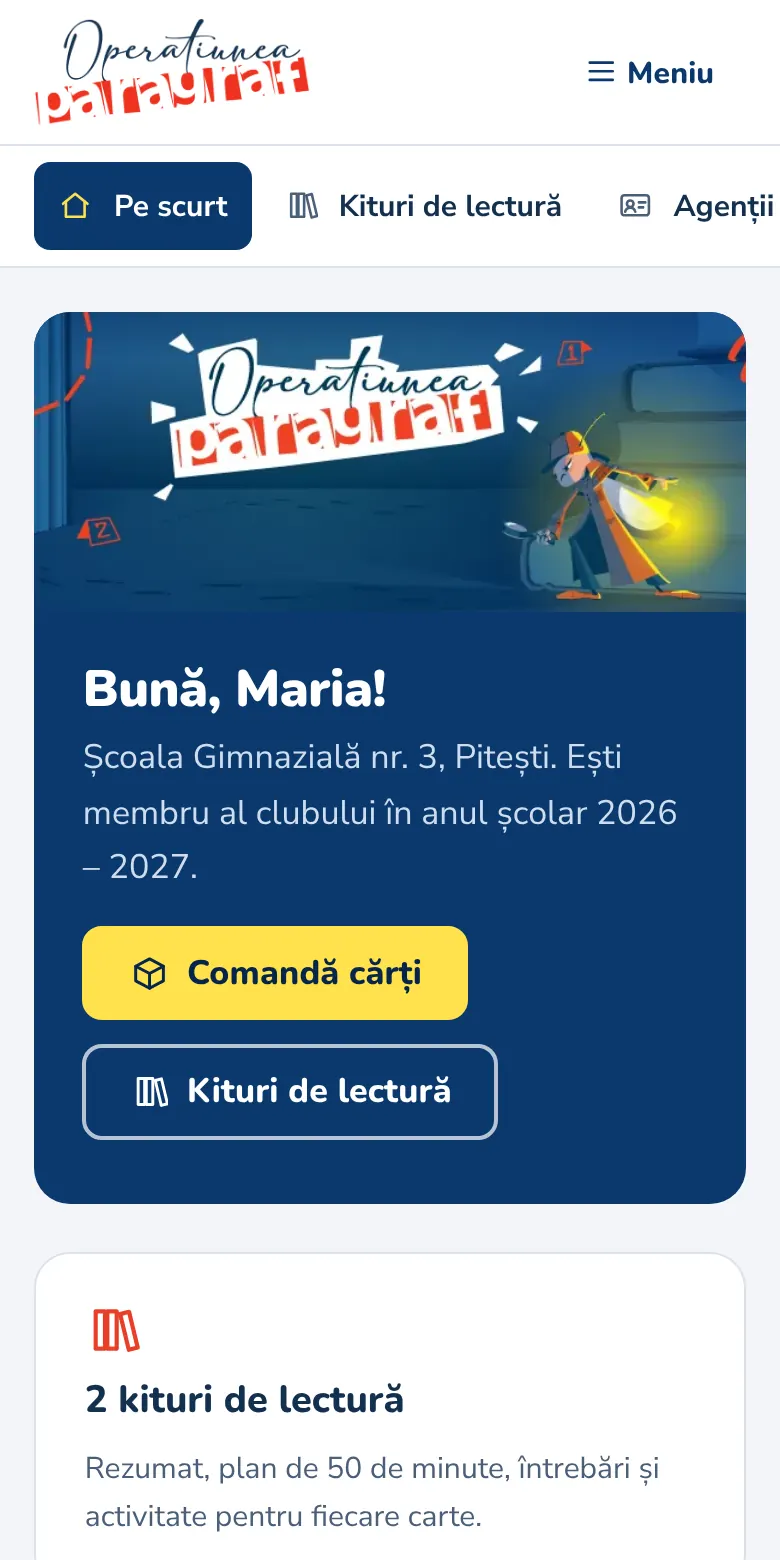 Operatiunea
paragraf
Meniu
Pe scurt
Kituri de lectură
Agenții
Operatiunea
paragraf
1
2
Bună, Maria!
Școala Gimnazială nr. 3, Pitești. Ești
membru al clubului în anul școlar 2026
– 2027.
Comandă cărți
Kituri de lectură
2 kituri de lectură
Rezumat, plan de 50 de minute, întrebări și
activitate pentru fiecare carte.